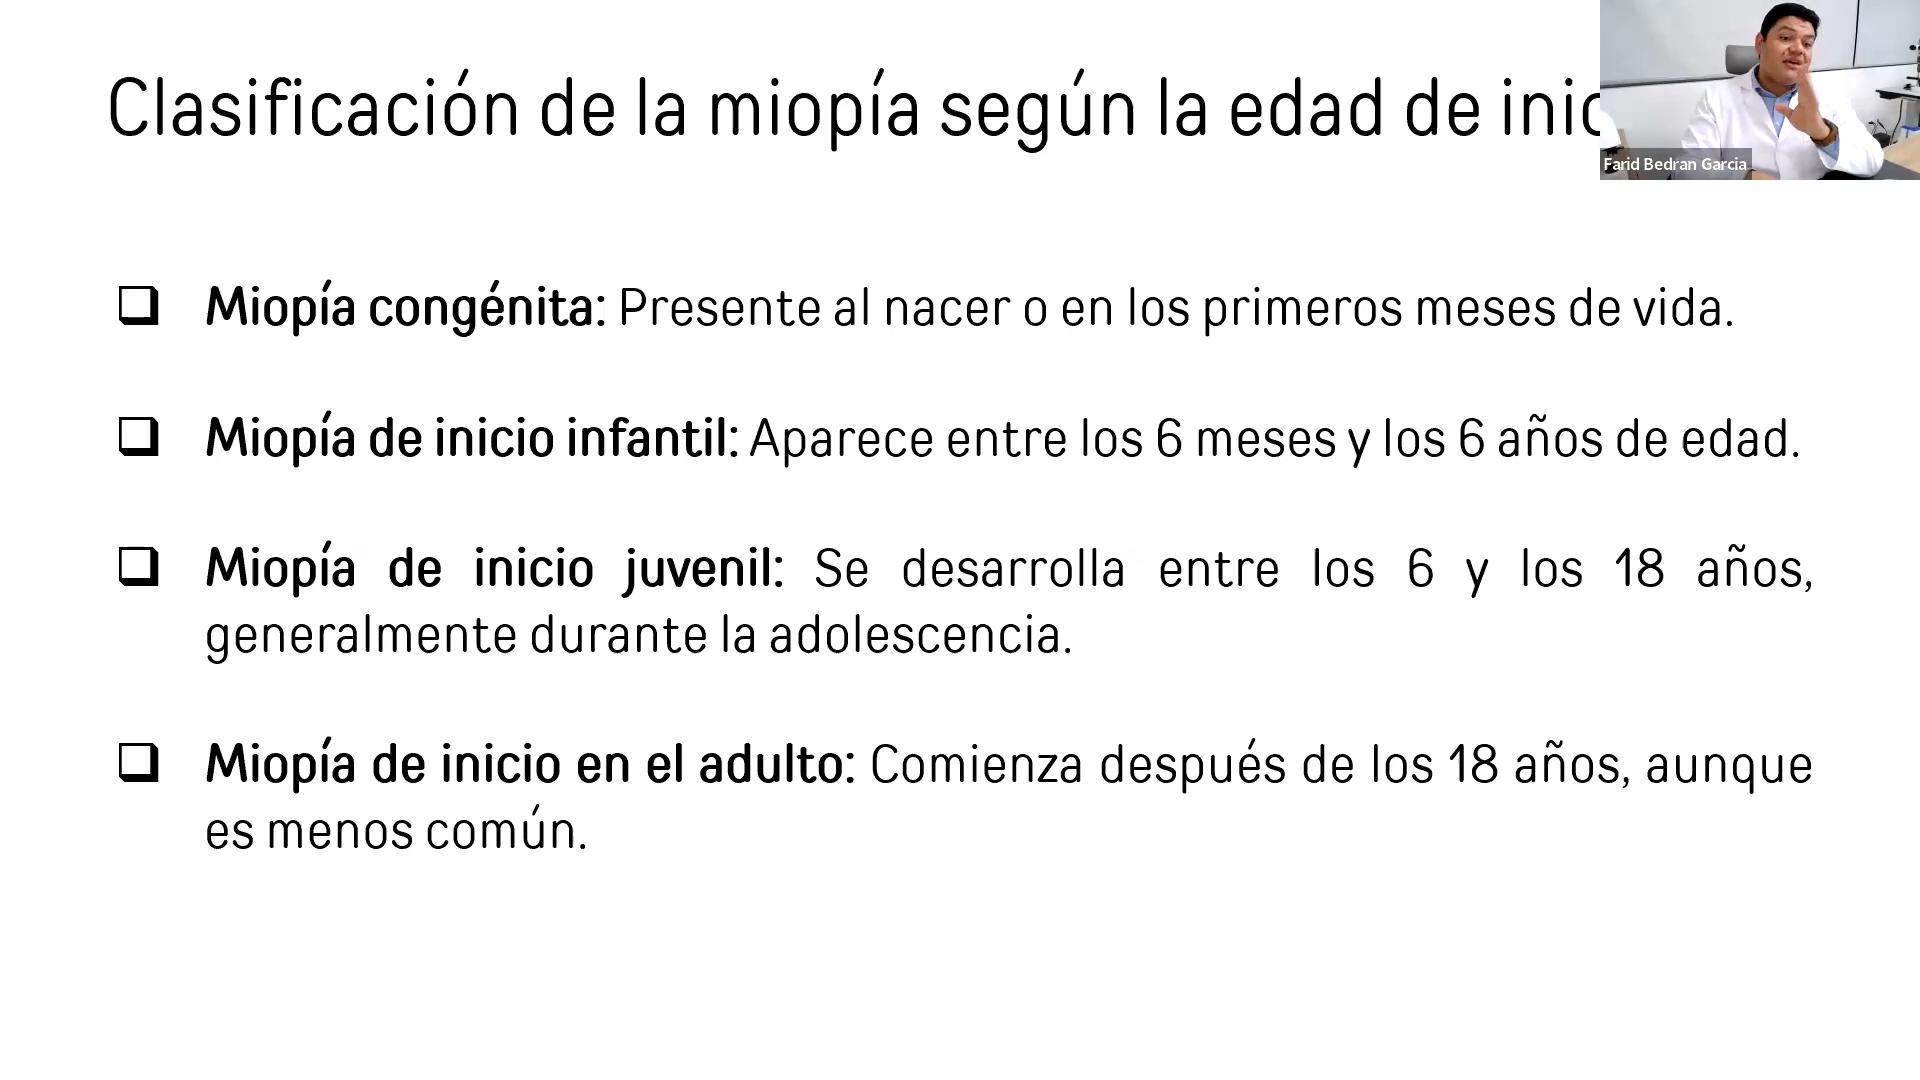 Clasificación de la miopía según la edad de inic
Farid Bedran Garcia
❑ Miopía congénita: Presente al nacer o en los primeros meses de vida.
❑ Miopía de inicio infantil: Aparece entre los 6 meses y los 6 años de edad.
❑ Miopía de inicio juvenil: Se desarrolla entre los 6 y los 18 años,
generalmente durante la adolescencia.
❑ Miopía de inicio en el adulto: Comienza después de los 18 años, aunque
es menos común.